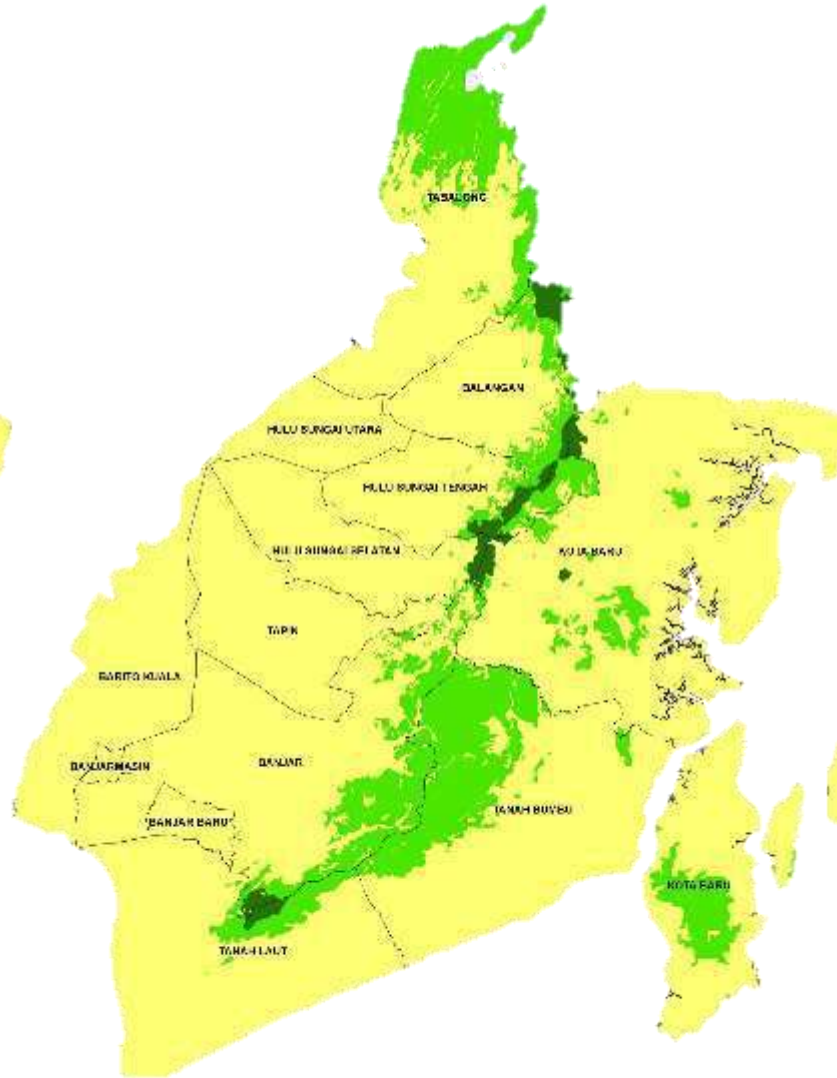 TABALONG
BALANGAN
HULU SUNGAI UTARA
HULU SUNGAI TENGAH
HULU SUNGAI SELATAN
KOTA BARU
TAPIN
BARITO KUALA
BANJARMASIN
BANJAR
BANJAR BARU
TANAH BUMBU
KOTA BARU
TANAH LAUT